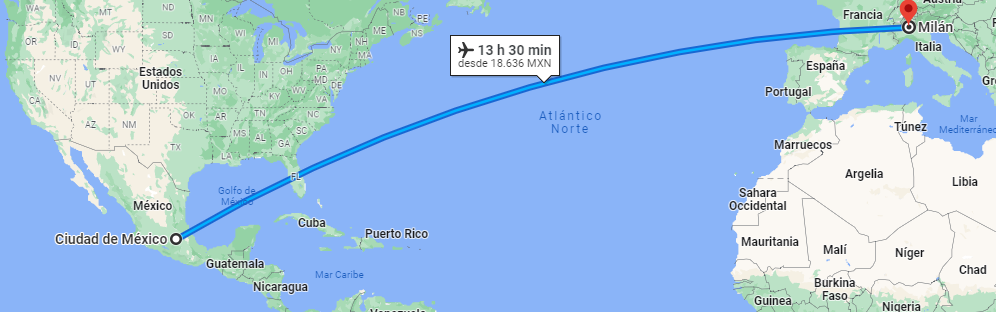 WA
OR
ID
MT
ND
MN
SD
WY
WI
MI
NB
PE
NS
VT
NH
NY
MA
CT
RI
ME
Francia
Austria
Milán
Italia
13 h 30 min
desde 18.636 MXN
NE
IA
IL
IN
OH
PA
NV
UT
CO
KS
MO
KY
WV
MD
DE
NJ
VA
Estados
Unidos
CA
AZ
NM
OK
AR
TN
NC
SC
MS
AL
GA
TX
LA
FL
España
Portugal
Atlántico
Norte
Túnez
Mar
Mediterráneo
Marruecos
Argelia
Libia
Golfo de
México
Sahara
Occidental
México
Cuba
Ciudad de México
Puerto Rico
Mauritania
Malí
Níger
Chad
Guatemala
Mar Caribe
Nicaragua
Burkina
Faso
Guinea
Nigeria
Venezuela